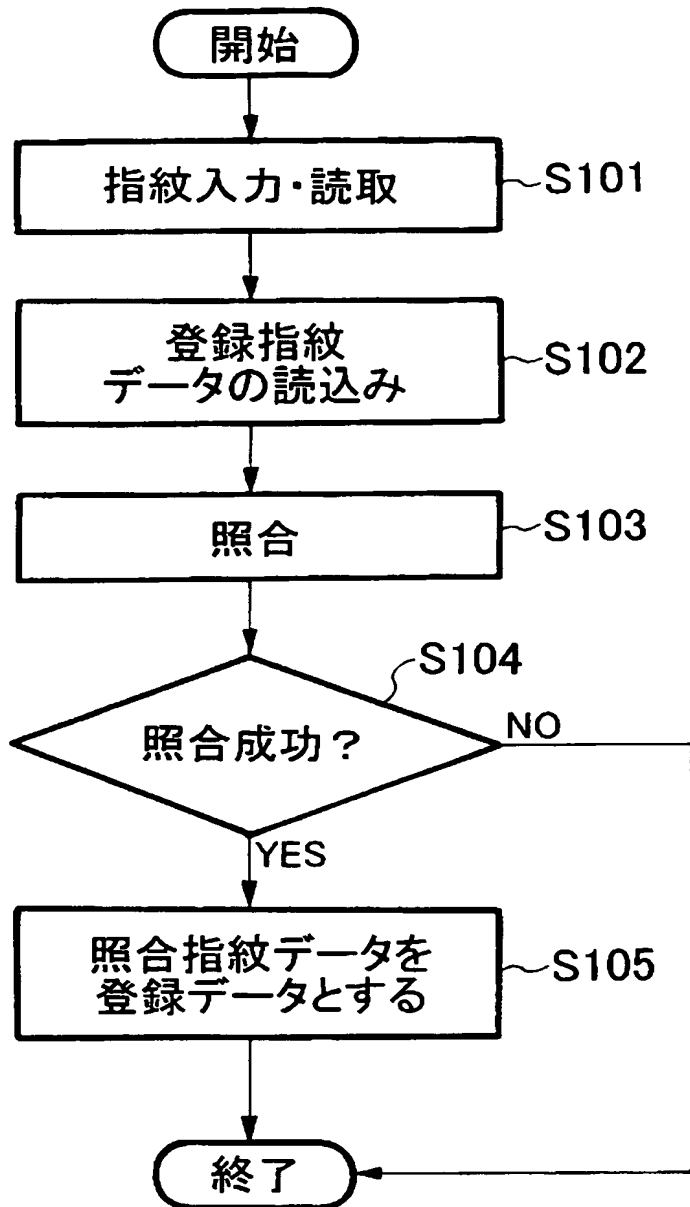 開始
指紋入力・読取
S101
登録指紋
データの読込み
S102
照合
S103
S104
照合成功?
NO
YES
照合指紋データを
登録データとする
S105
終了